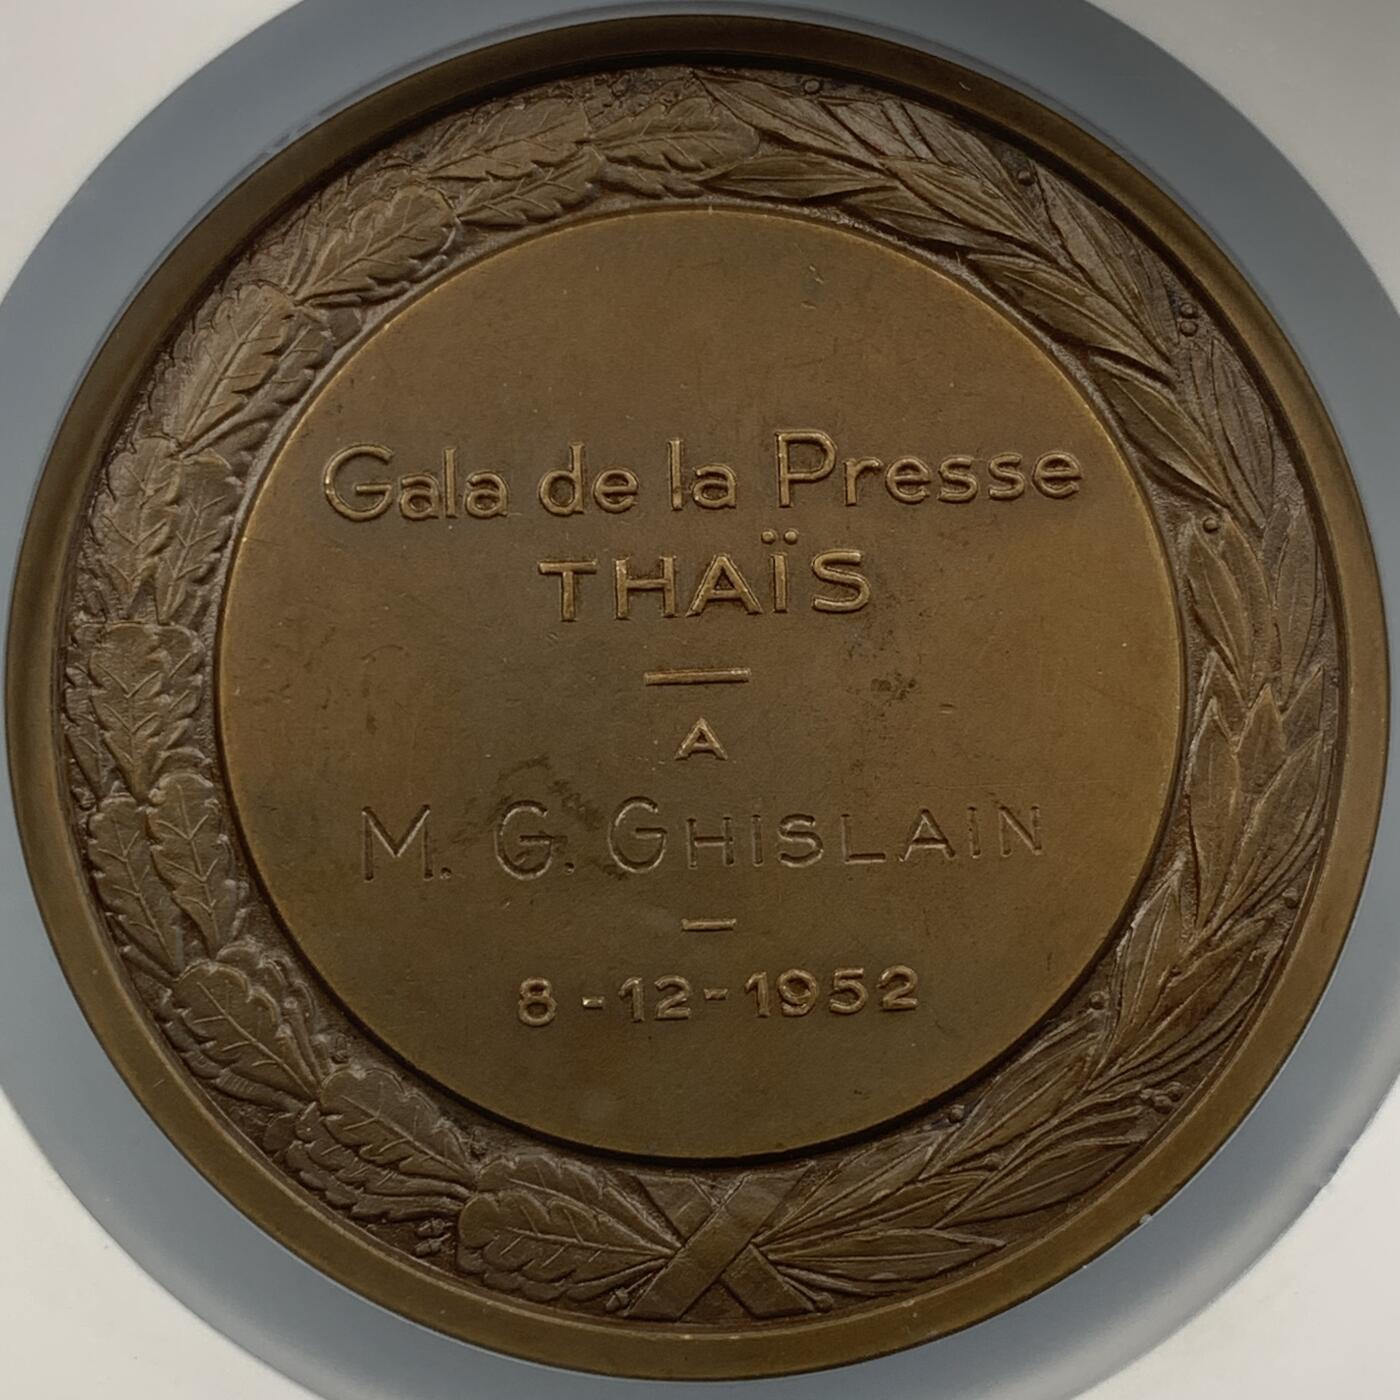 Gala de la Presse
THAÏS
A
M. G. GHISLAIN
8-12-1952